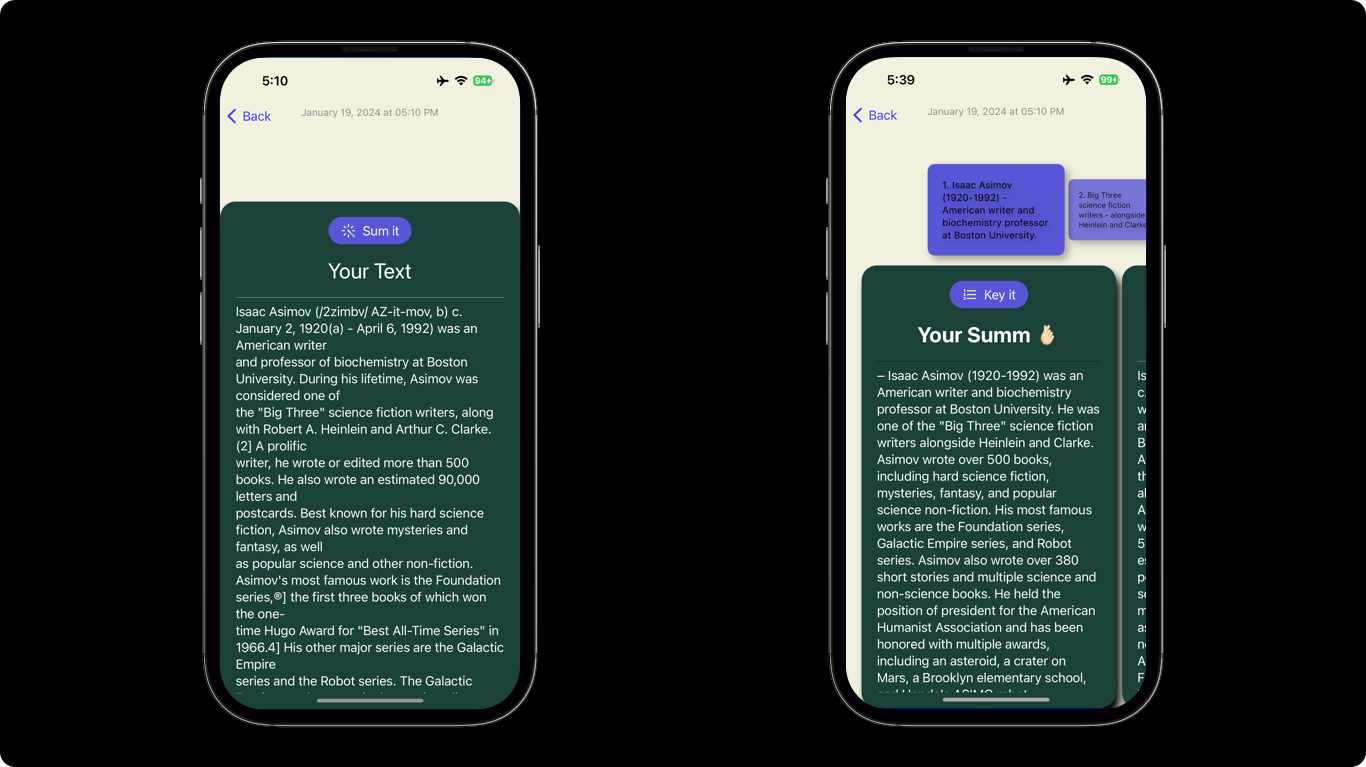 5:10
94
Back
January 19, 2024 at 05:10 PM
Sum it
Your Text
Isaac Asimov (/2zimbv/ AZ-it-mov, b) c.
January 2, 1920(a) - April 6, 1992) was an
American writer
and professor of biochemistry at Boston
University. During his lifetime, Asimov was
considered one of
the "Big Three" science fiction writers, along
with Robert A. Heinlein and Arthur C. Clarke.
(2] A prolific
writer, he wrote or edited more than 500
books. He also wrote an estimated 90,000
letters and
postcards. Best known for his hard science
fiction, Asimov also wrote mysteries and
fantasy, as well
as popular science and other non-fiction.
Asimov's most famous work is the Foundation
series,®] the first three books of which won
the one-
time Hugo Award for "Best All-Time Series" in
1966.4] His other major series are the Galactic
Empire
series and the Robot series. The Galactic
5:39
99
Back
January 19, 2024 at 05:10 PM
1. Isaac Asimov
(1920-1992) -
American writer and
biochemistry professor
at Boston University.
2. Big Three
science fiction
writers - alongside
Heinlein and Clarke
Key it
Your Summ 🫰🏻
– Isaac Asimov (1920-1992) was an
American writer and biochemistry
professor at Boston University. He was
one of the "Big Three" science fiction
writers alongside Heinlein and Clarke.
Asimov wrote over 500 books,
including hard science fiction,
mysteries, fantasy, and popular
science non-fiction. His most famous
works are the Foundation series,
Galactic Empire series, and Robot
series. Asimov also wrote over 380
short stories and multiple science and
non-science books. He held the
position of president for the American
Humanist Association and has been
honored with multiple awards,
including an asteroid, a crater on
Mars, a Brooklyn elementary school,
and Honda's ASIMO robot